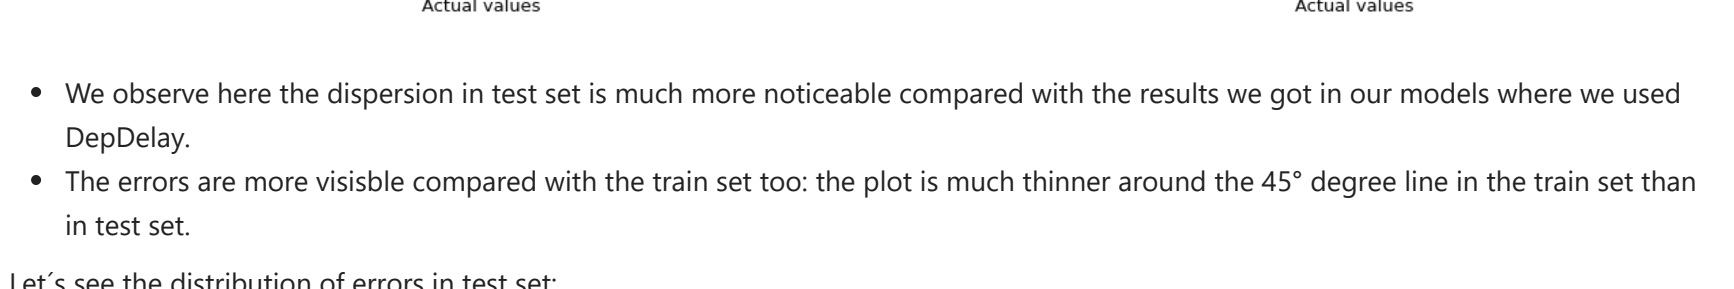 Actual values Actual values
• We observe here the dispersion in test set is much more noticeable compared with the results we got in our models where we used
DepDelay.
• The errors are more visisble compared with the train set too: the plot is much thinner around the 45° degree line in the train set than
in test set.
Let´s see the distribution of errors in test set: